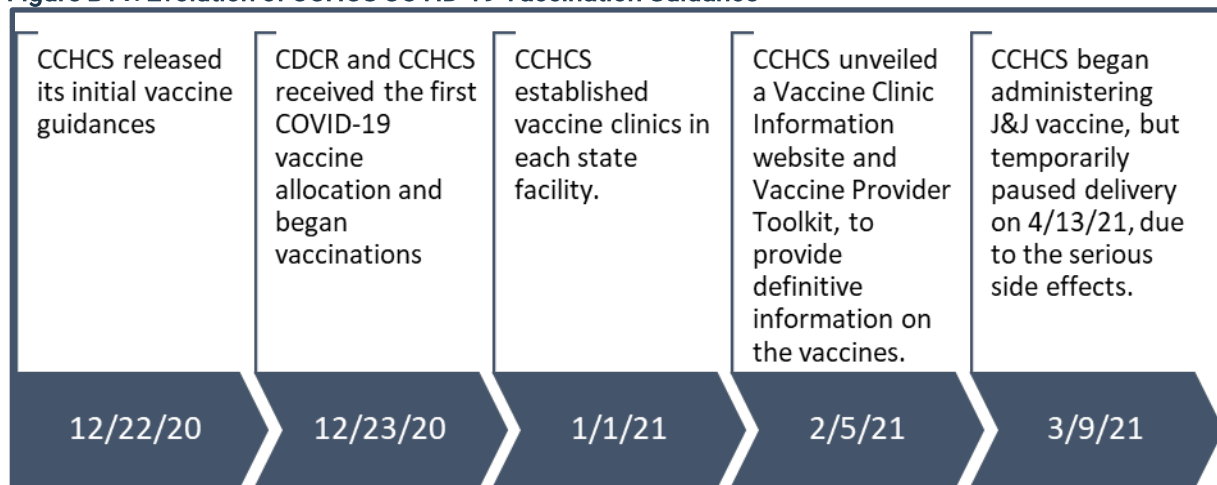 CCHCS released
its initial vaccine
guidances
12/22/20
CDCR and CCHCS
received the first
COVID-19
vaccine
allocation and
began
vaccinations
12/23/20
CCHCS
established
vaccine clinics in
each state
facility.
1/1/21
CCHCS unveiled
a Vaccine Clinic
Information
website and
Vaccine Provider
Toolkit, to
provide
definitive
information on
the vaccines.
2/5/21
CCHCS began
administering
J&J vaccine, but
temporarily
paused delivery
on 4/13/21, due
to the serious
side effects.
3/9/21